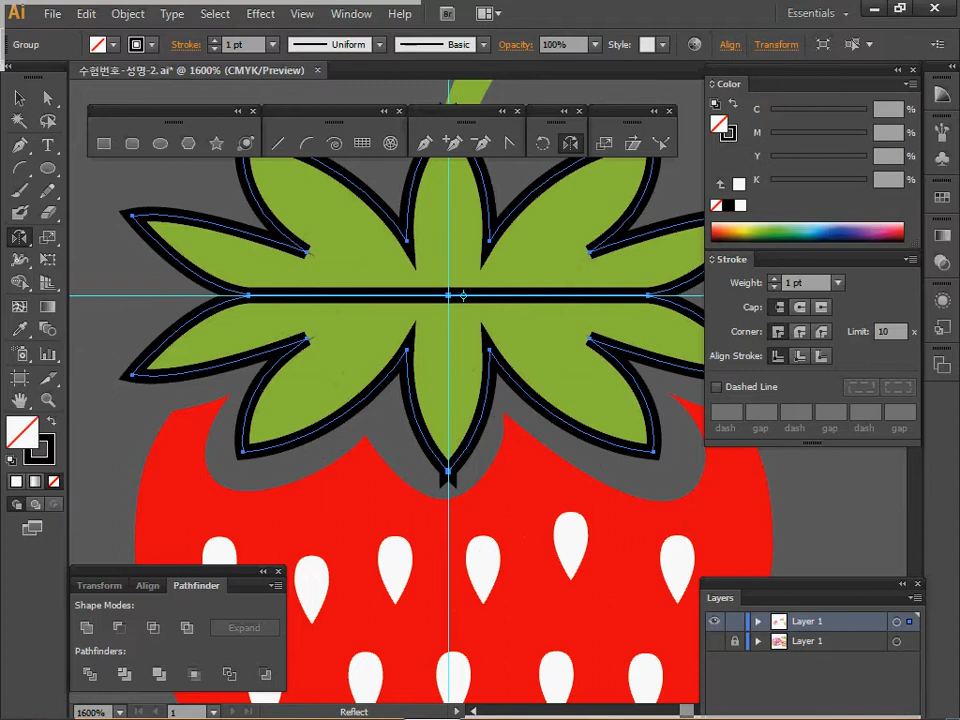 Ai File Edit Object Type Select Effect View Window Help Br Essentials
Group Stroke: 1 pt Uniform Basic Opacity: 100% Style: Align Transform
수험번호-성명-2.ai* @ 1600% (CMYK/Preview) ×
Color
C %
M %
Y %
K %
Stroke
Weight: 1 pt
Cap:
Corner: Limit: 10 x
Align Stroke:
Dashed Line
dash gap dash gap dash gap
Transform Align Pathfinder
Shape Modes:
Expand
Pathfinders:
Layers
Layer 1
Layer 1
1600% 1 Reflect